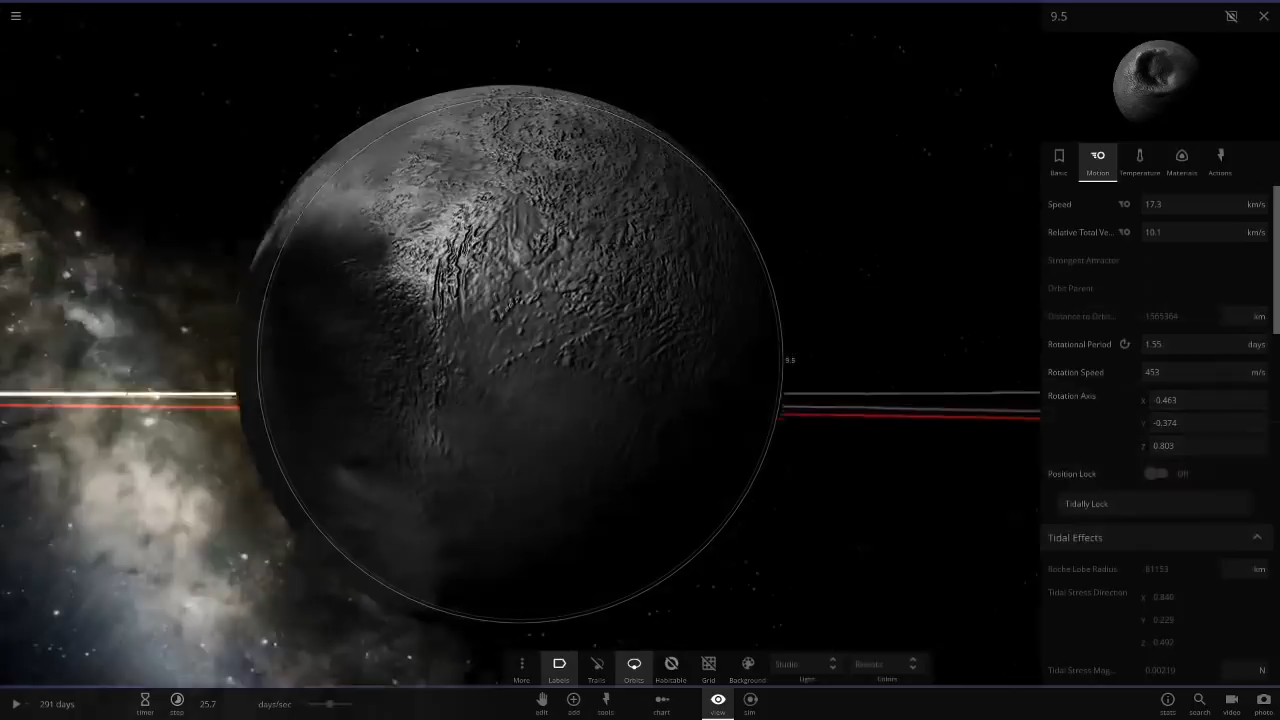 9.5
Basic Motion Temperature Materials Actions
Speed 17.3 km/s
Relative Total Ve... 10.1 km/s
Strongest Attractor
Orbit Parent
Distance to Orbit... 1565364 km
Rotational Period 1.55 days
9.5
Rotation Speed 453 m/s
Rotation Axis X -0.463
Y -0.374
Z 0.803
Position Lock Off
Tidally Lock
Tidal Effects
Roche Lobe Radius 81153 km
Tidal Stress Direction X 0.840
Y 0.229
Z 0.492
Tidal Stress Mag... 0.00219 N
Studio
More Labels Trails Orbits Habitable Grid Background Light Colors
291 days
timer step 25.7 days/sec
edit add tools chart view sim
stats search video photo